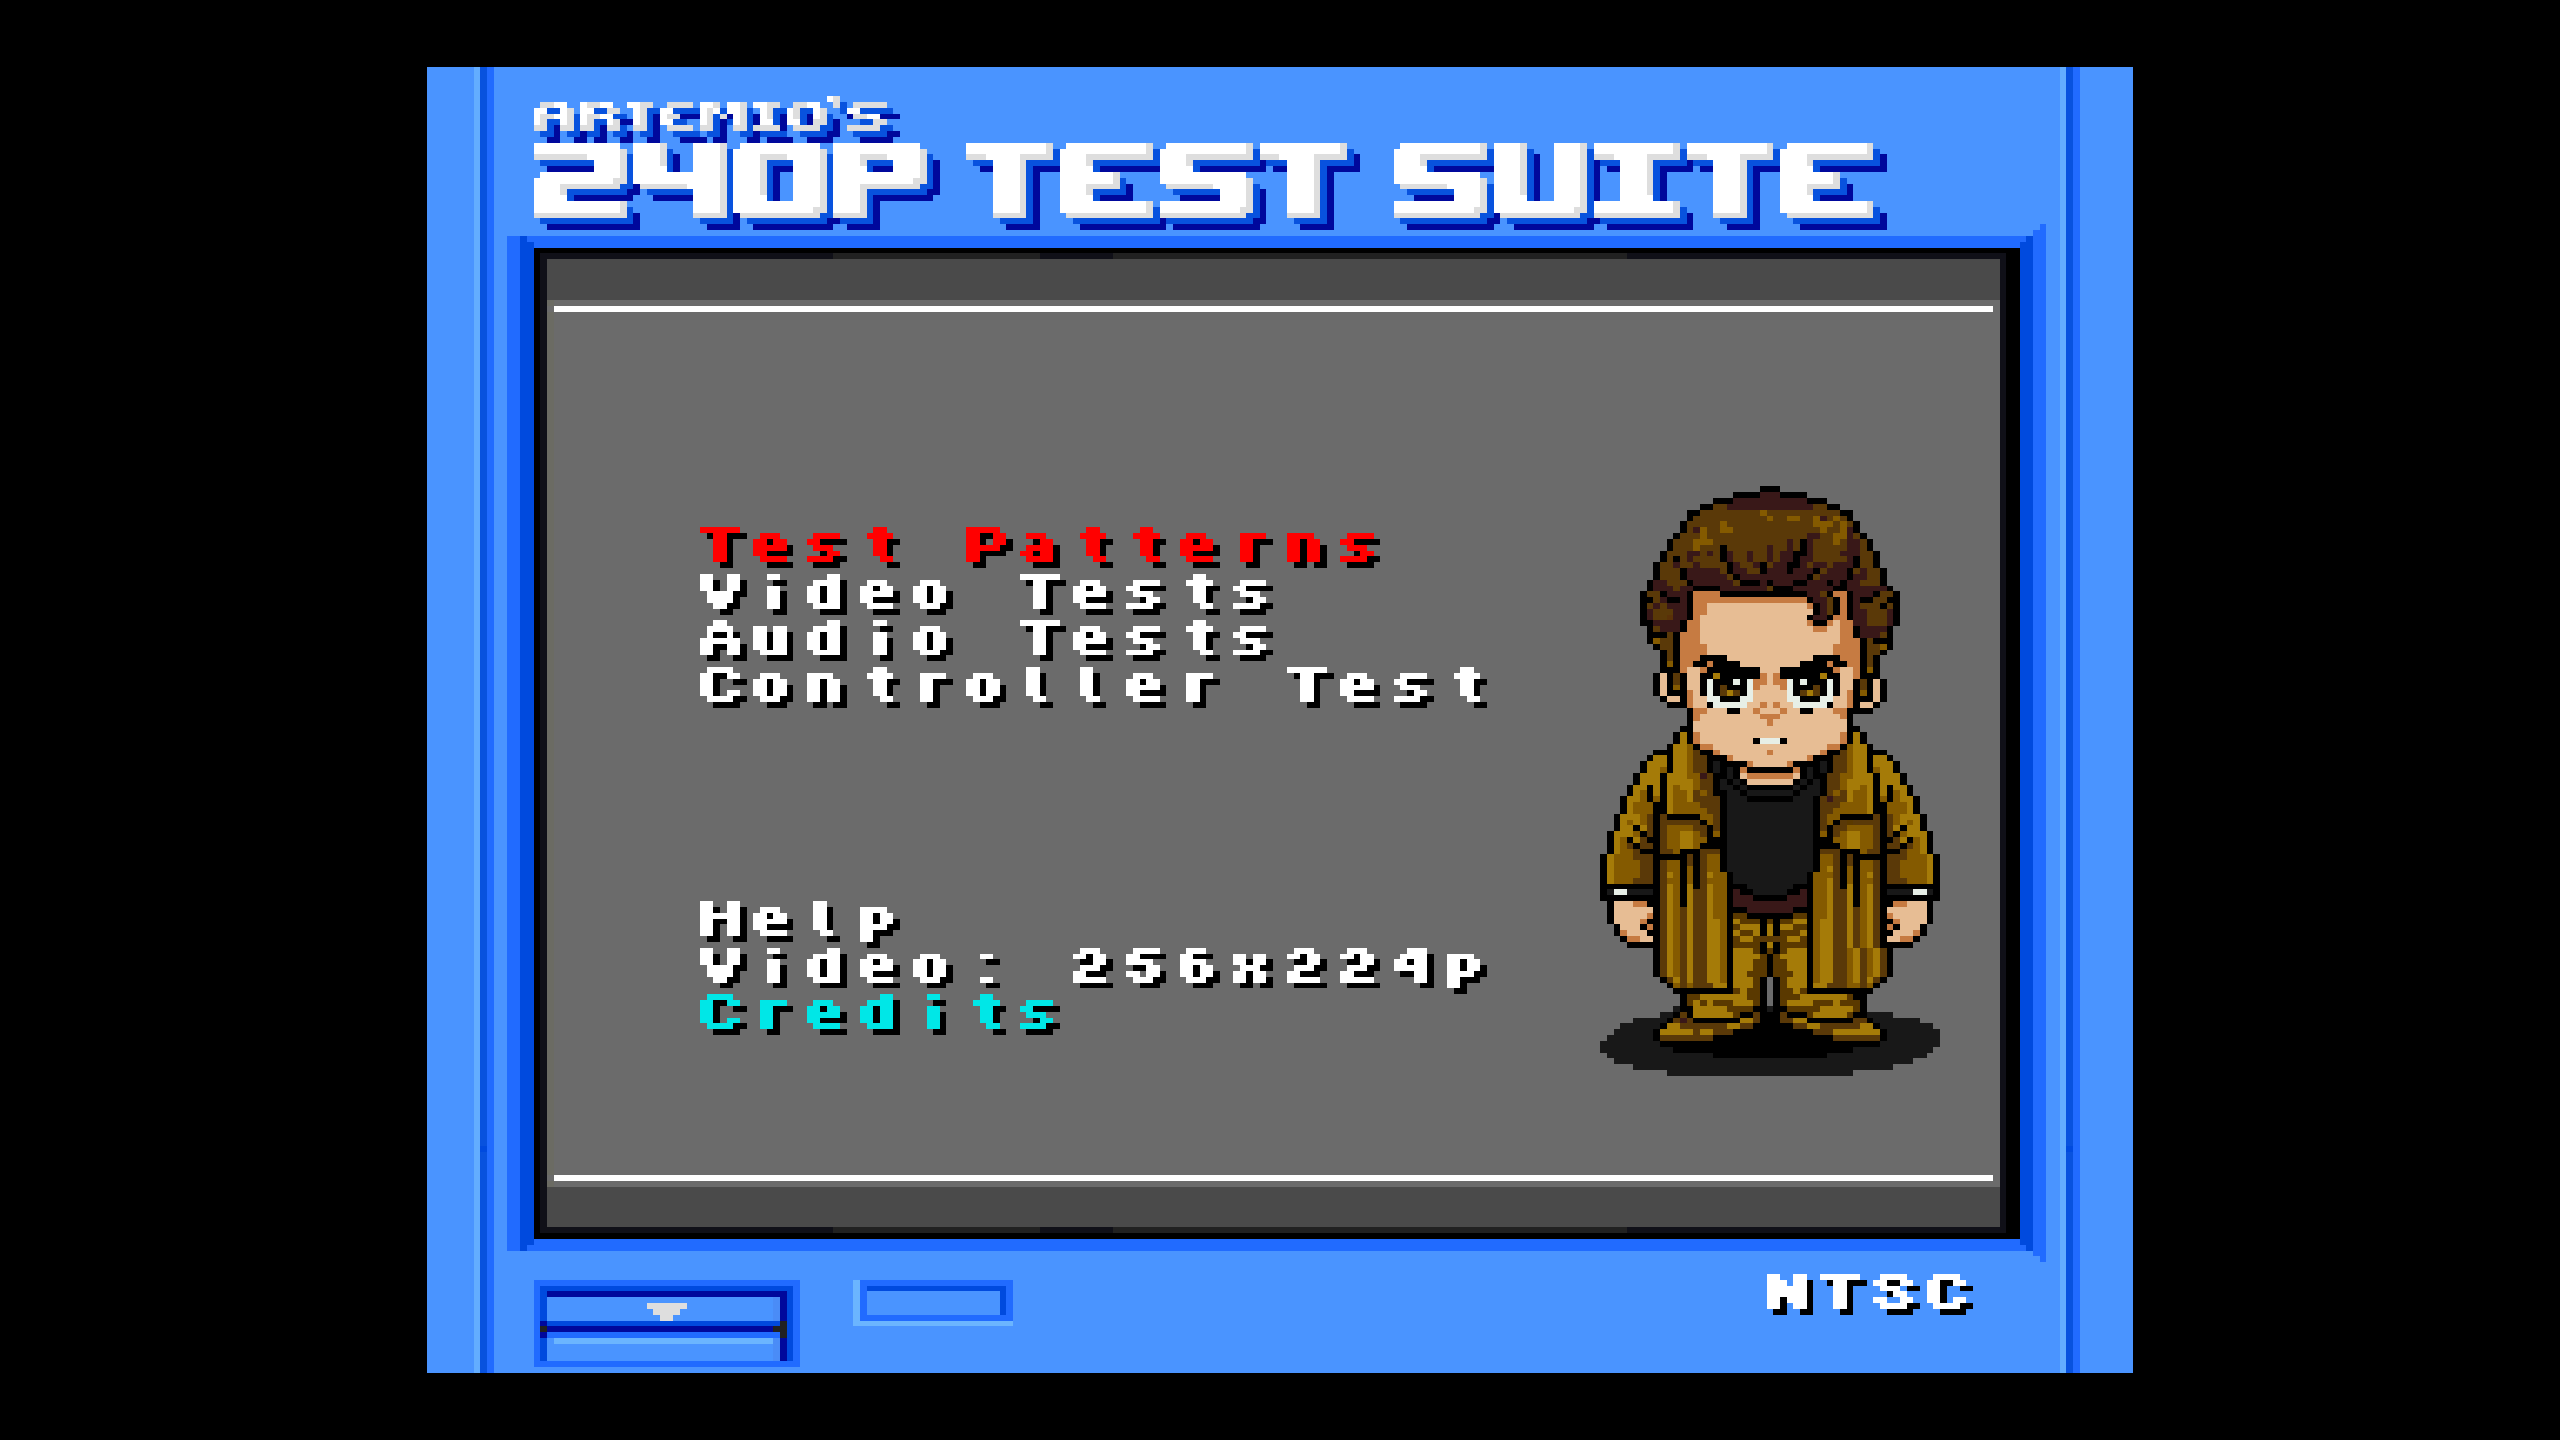 ARTEMIO'S
240P TEST SUITE
Test Patterns
Video Tests
Audio Tests
Controller Test
Help
Video: 256x224p
Credits
NTSC